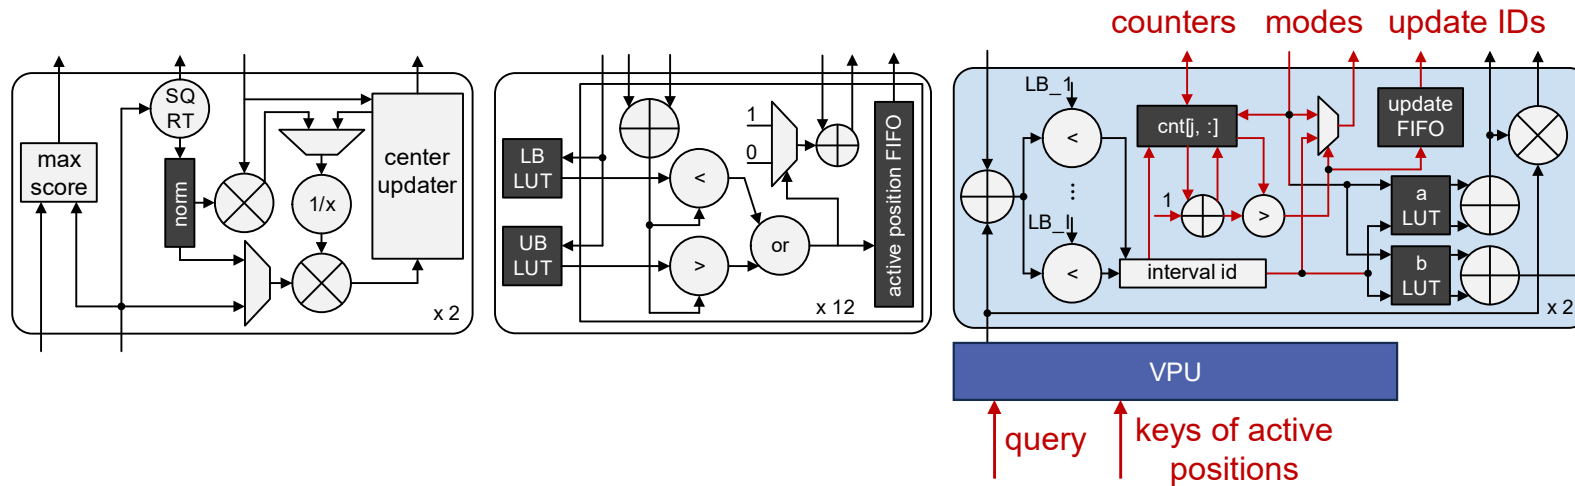 counters modes update IDs
SQ
RT
max
score
norm
1/x
center
updater
x 2
LB
LUT
UB
LUT
1
0
<
>
or
active position FIFO
x 12
LB_1
<
⋮
LB_I
<
cnt[j, :]
1
>
interval id
update
FIFO
a
LUT
b
LUT
x 2
VPU
query
keys of active
positions